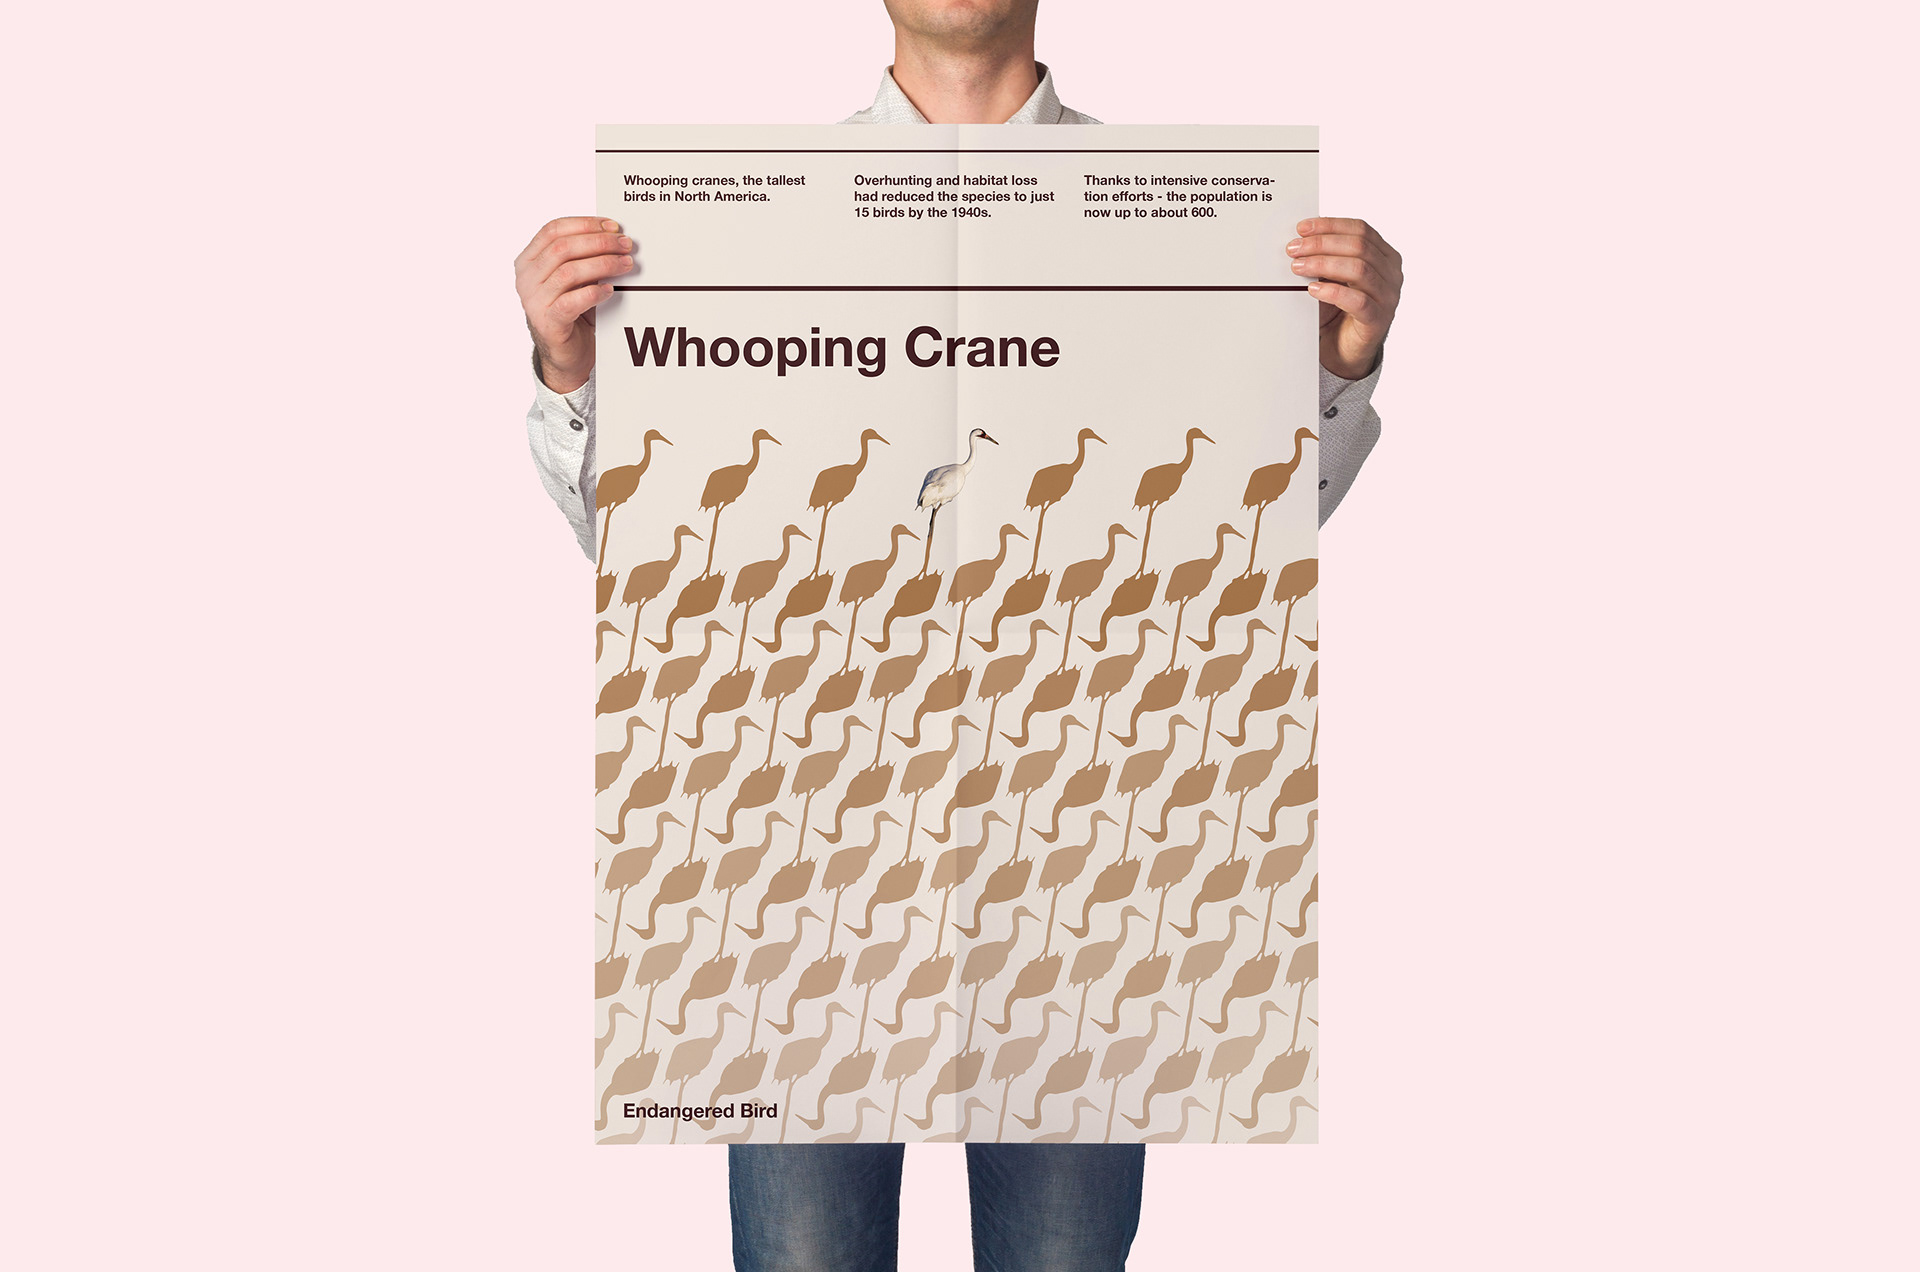 Whooping cranes, the tallest
birds in North America.
Overhunting and habitat loss
had reduced the species to just
15 birds by the 1940s.
Thanks to intensive conserva-
tion efforts - the population is
now up to about 600.
Whooping Crane
Endangered Bird